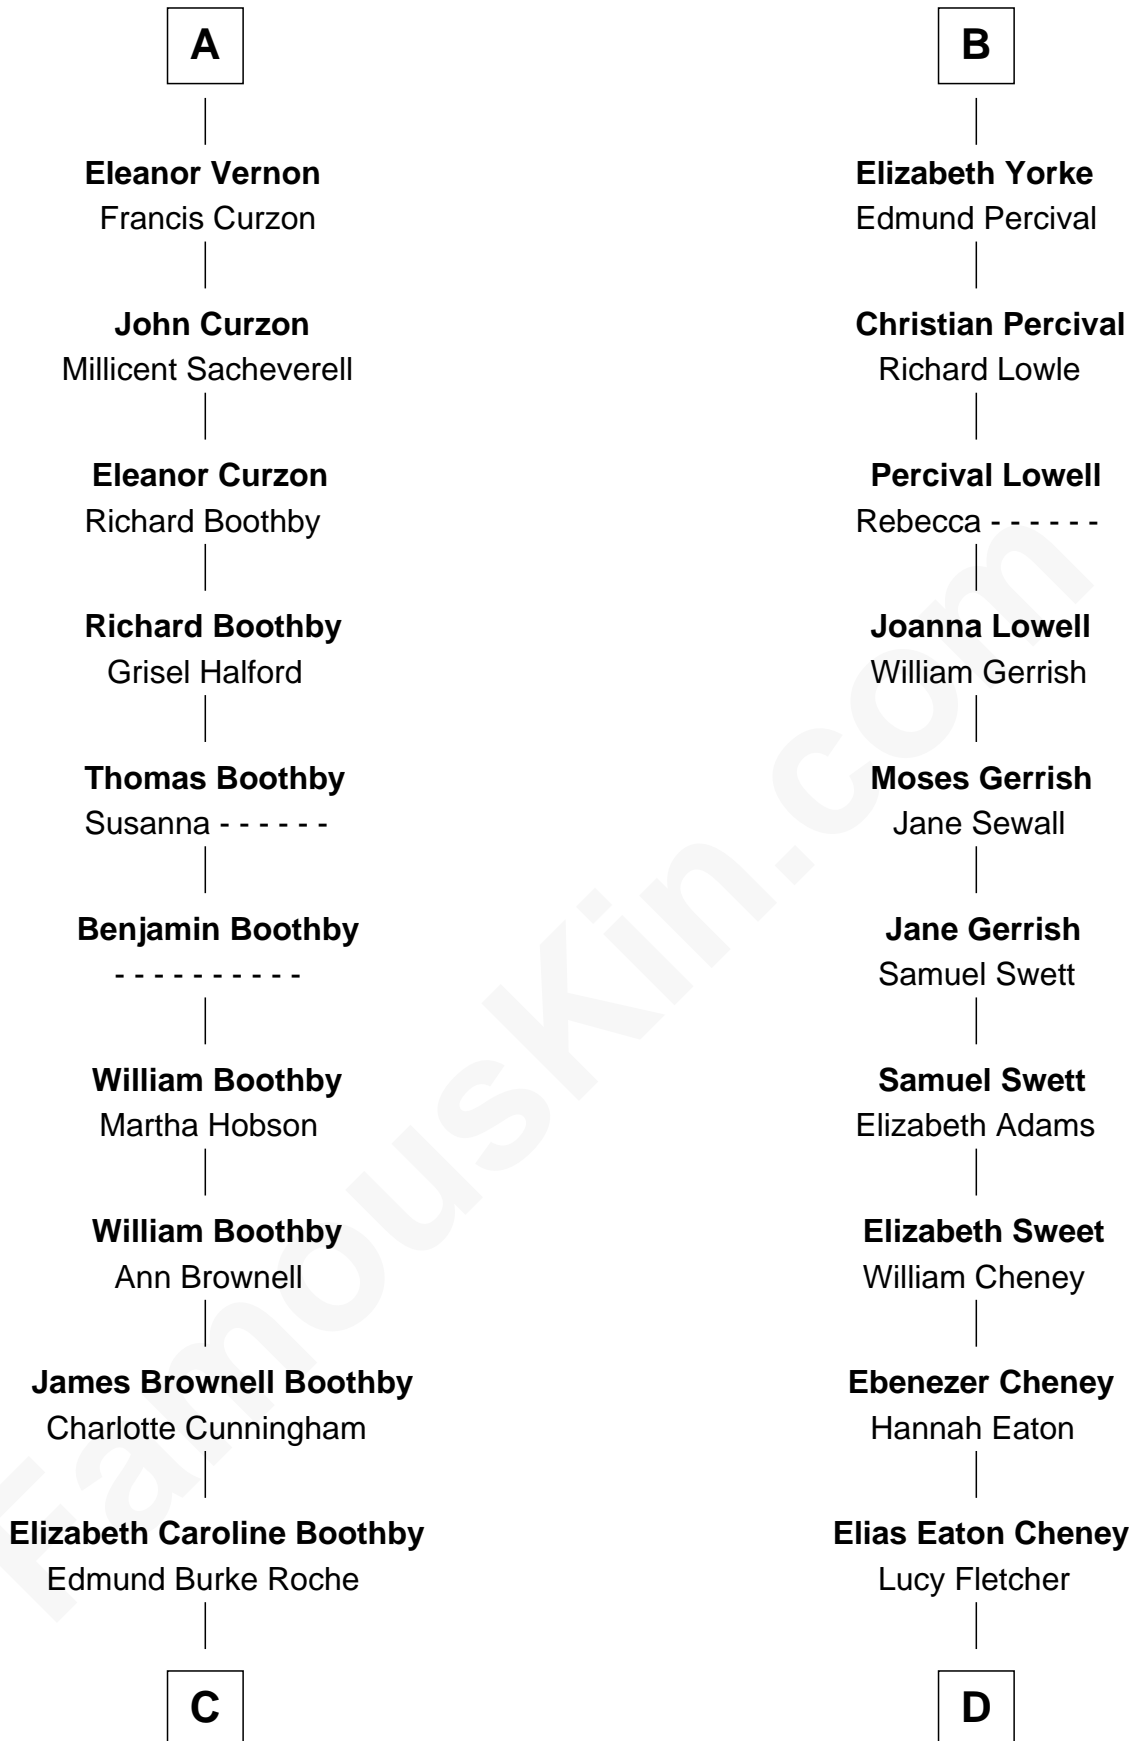 A
Eleanor Vernon
Francis Curzon
John Curzon
Millicent Sacheverell
Eleanor Curzon
Richard Boothby
Richard Boothby
Grisel Halford
Thomas Boothby
Susanna - - - - - -
Benjamin Boothby
- - - - - - - - - -
William Boothby
Martha Hobson
William Boothby
Ann Brownell
James Brownell Boothby
Charlotte Cunningham
Elizabeth Caroline Boothby
Edmund Burke Roche
C
B
Elizabeth Yorke
Edmund Percival
Christian Percival
Richard Lowle
Percival Lowell
Rebecca - - - - - -
Joanna Lowell
William Gerrish
Moses Gerrish
Jane Sewall
Jane Gerrish
Samuel Swett
Samuel Swett
Elizabeth Adams
Elizabeth Sweet
William Cheney
Ebenezer Cheney
Hannah Eaton
Elias Eaton Cheney
Lucy Fletcher
D
FamousKin.com